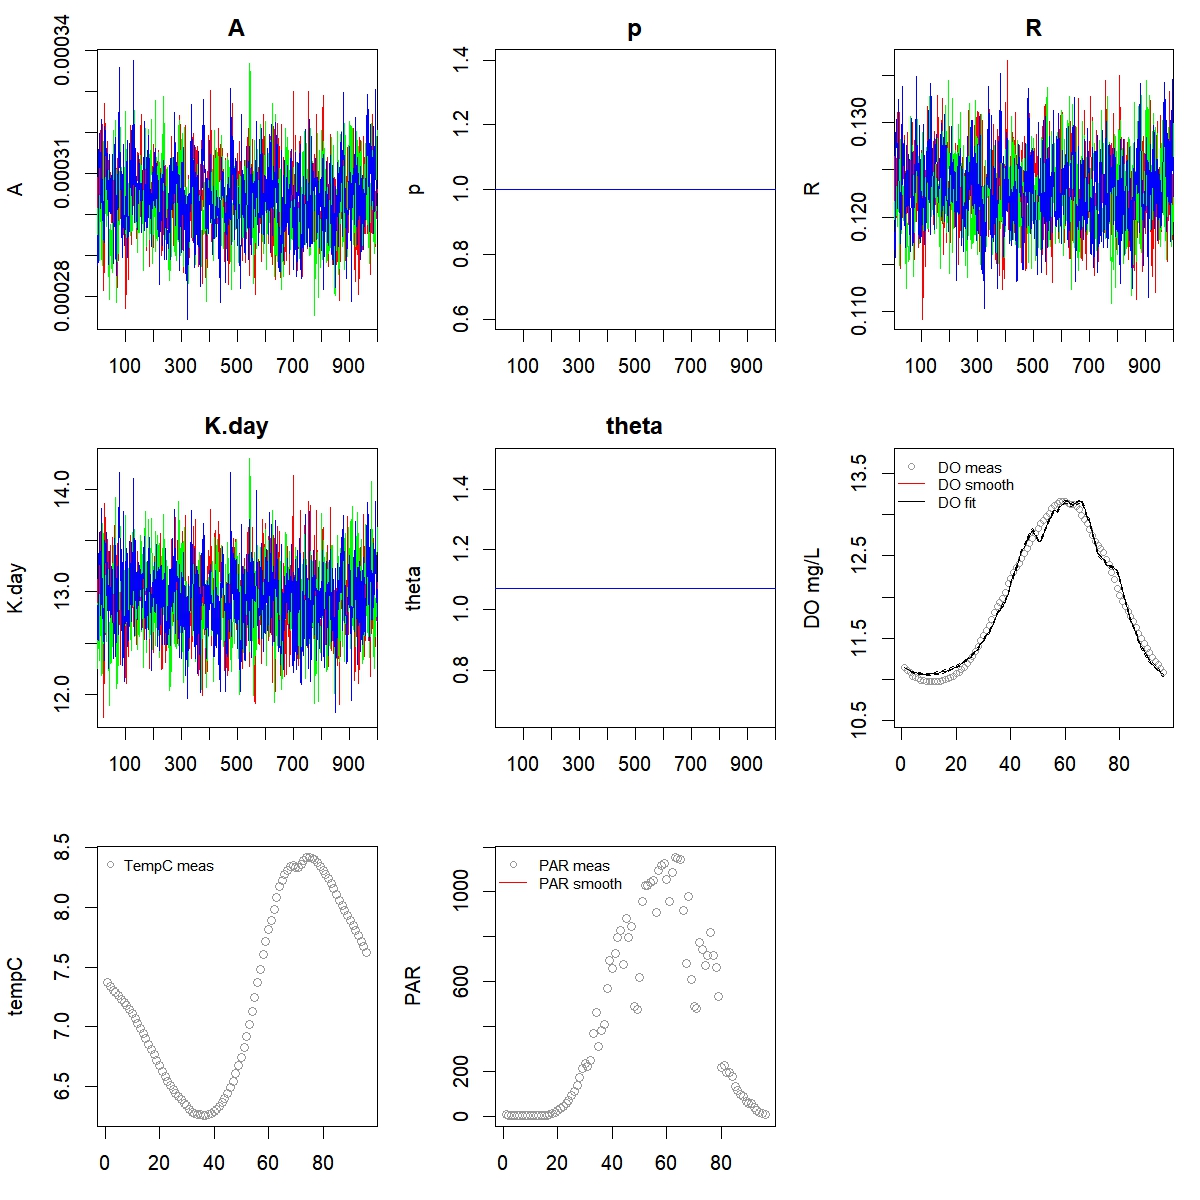 A
A
0.00028
0.00031
0.00034
100 300 500 700 900
p
p
0.6
0.8
1.0
1.2
1.4
100 300 500 700 900
R
R
0.110
0.120
0.130
100 300 500 700 900
K.day
K.day
12.0
13.0
14.0
100 300 500 700 900
theta
theta
0.8
1.0
1.2
1.4
100 300 500 700 900
DO mg/L
10.5
11.5
12.5
13.5
DO meas
DO smooth
DO fit
0 20 40 60 80
tempC
6.5
7.0
7.5
8.0
8.5
TempC meas
0 20 40 60 80
PAR
0
200
600
1000
PAR meas
PAR smooth
0 20 40 60 80